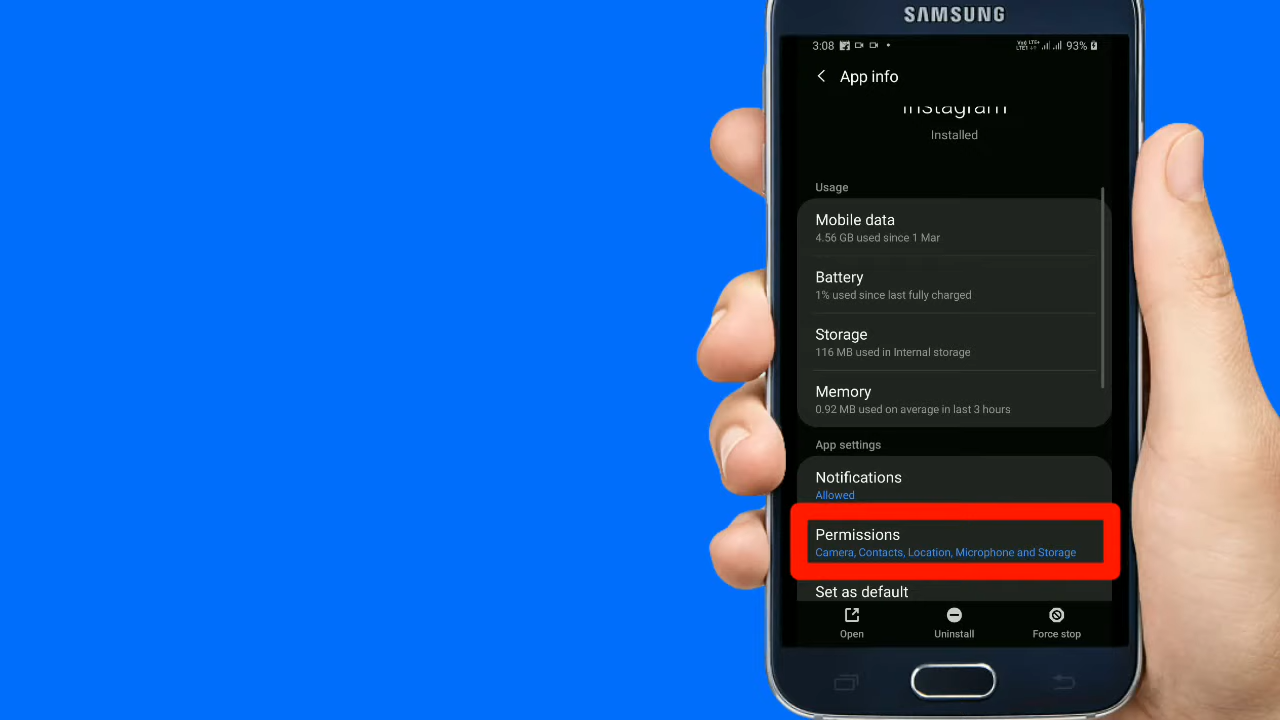 SAMSUNG
3:08
VoLTE1 LTE+ 93%
App info
Instagram
Installed
Usage
Mobile data
4.56 GB used since 1 Mar
Battery
1% used since last fully charged
Storage
116 MB used in Internal storage
Memory
0.92 MB used on average in last 3 hours
App settings
Notifications
Allowed
Permissions
Camera, Contacts, Location, Microphone and Storage
Set as default
Open
Uninstall
Force stop